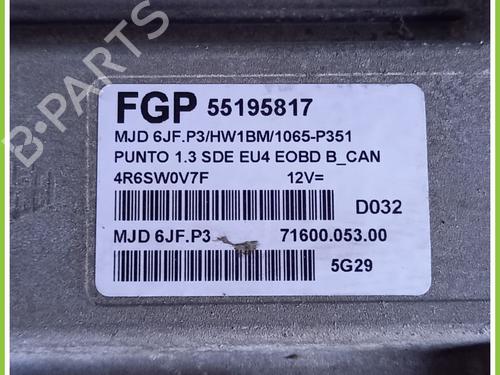 B-PARTS
FGP 55195817
MJD 6JF.P3/HW1BM/1065-P351
PUNTO 1.3 SDE EU4 EOBD B_CAN
4R6SW0V7F 12V=
D032
MJD 6JF.P3 71600.053.00
5G29